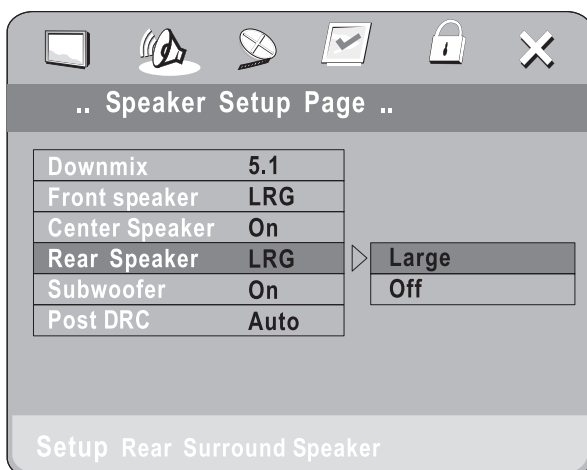 .. Speaker Setup Page ..
Downmix 5.1
Front speaker LRG
Center Speaker On
Rear Speaker LRG Large
Subwoofer On Off
Post DRC Auto
Setup Rear Surround Speaker